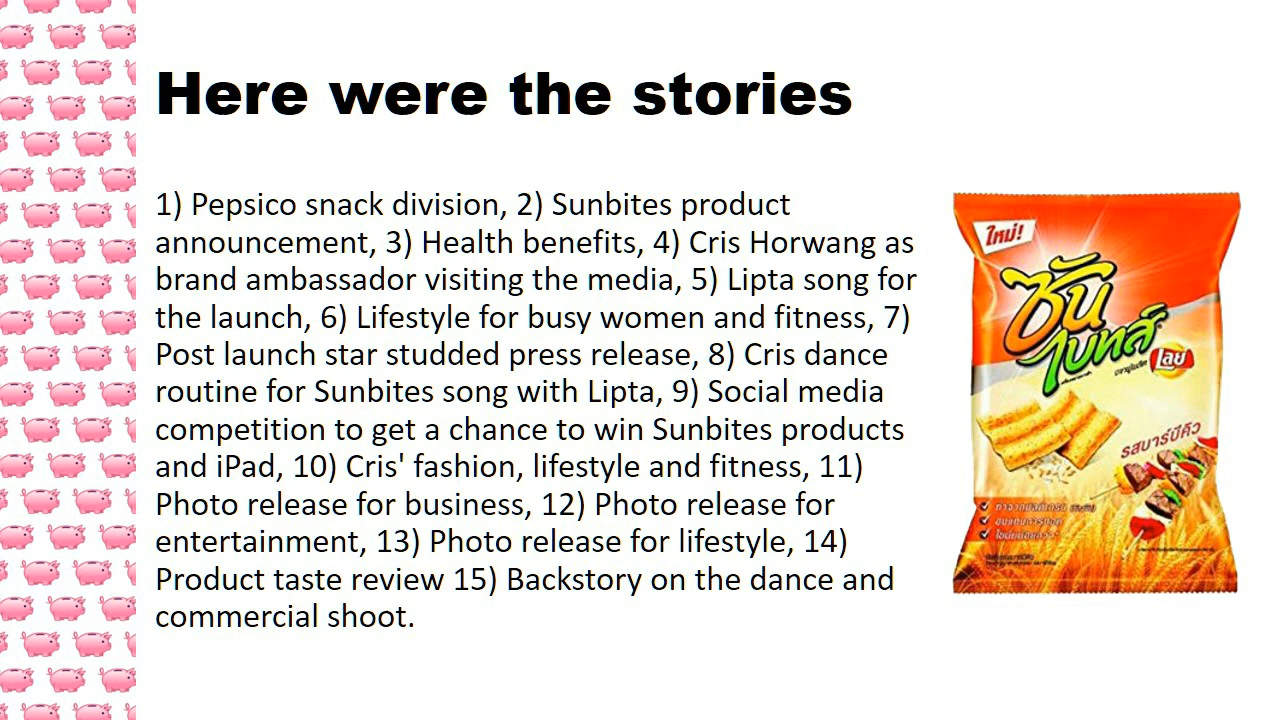 Here were the stories
1) Pepsico snack division, 2) Sunbites product
announcement, 3) Health benefits, 4) Cris Horwang as
brand ambassador visiting the media, 5) Lipta song for
the launch, 6) Lifestyle for busy women and fitness, 7)
Post launch star studded press release, 8) Cris dance
routine for Sunbites song with Lipta, 9) Social media
competition to get a chance to win Sunbites products
and iPad, 10) Cris' fashion, lifestyle and fitness, 11)
Photo release for business, 12) Photo release for
entertainment, 13) Photo release for lifestyle, 14)
Product taste review 15) Backstory on the dance and
commercial shoot.
ใหม่!
ซัน
ไบทส์
เลย์
รสบาร์บีคิว